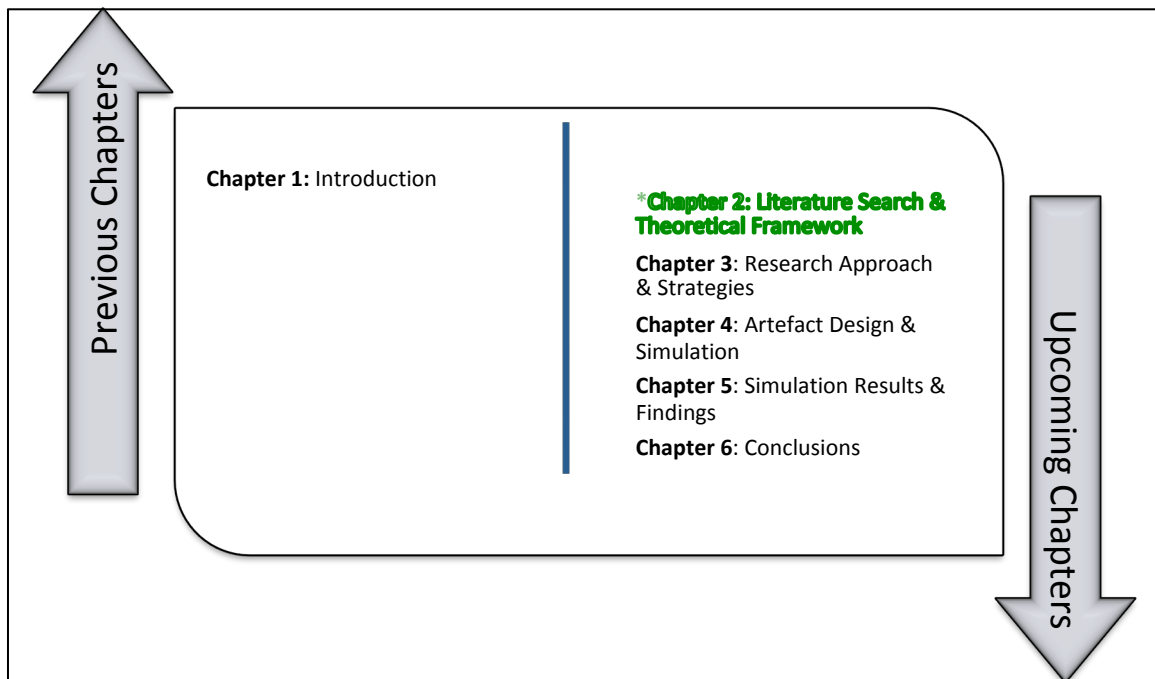 Previous Chapters
Chapter 1: Introduction
*Chapter 2: Literature Search &
Theoretical Framework
Chapter 3: Research Approach
& Strategies
Chapter 4: Artefact Design &
Simulation
Chapter 5: Simulation Results &
Findings
Chapter 6: Conclusions
Upcoming Chapters